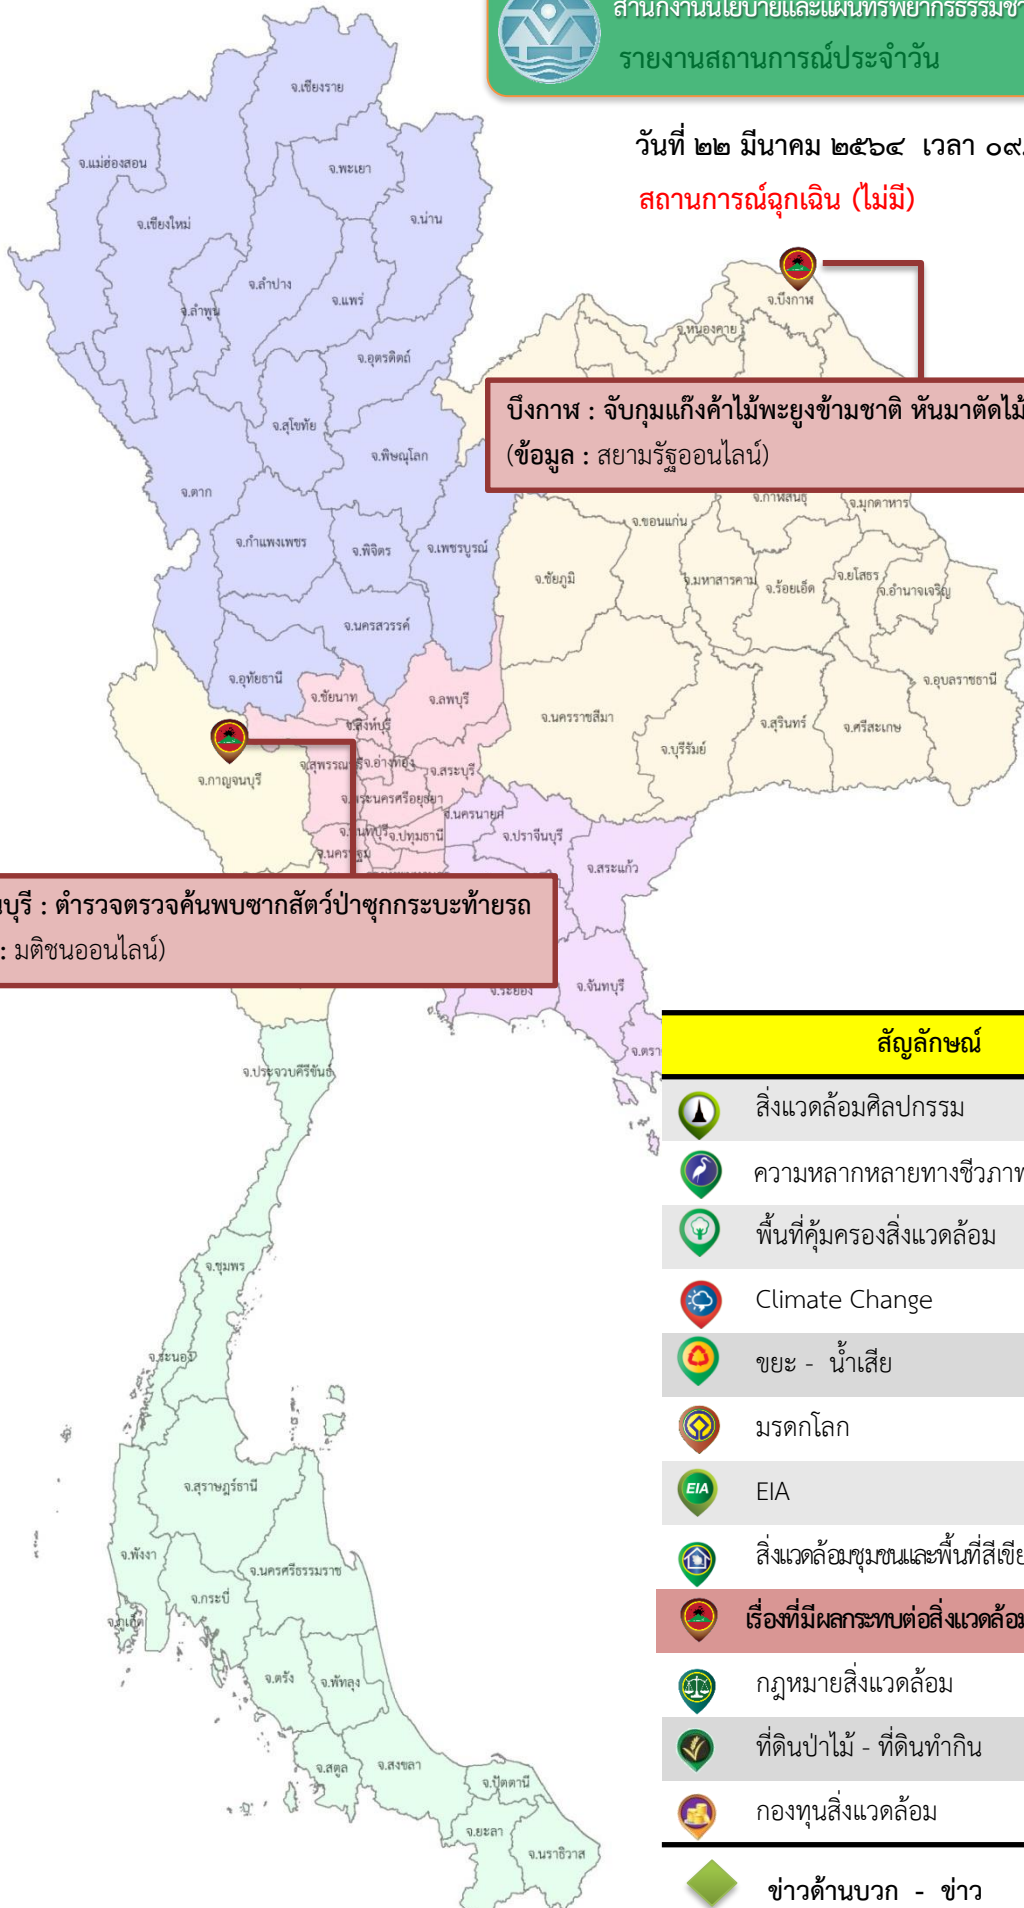 สำนักงานนโยบายและแผนทรัพยากรธรรมชา
รายงานสถานการณ์ประจำวัน
วันที่ ๒๒ มีนาคม ๒๕๖๔ เวลา ๐๙.
สถานการณ์ฉุกเฉิน (ไม่มี)
จ.เชียงราย
จ.แม่ฮ่องสอน
จ.พะเยา
จ.เชียงใหม่
จ.น่าน
จ.ลำปาง
จ.แพร่
จ.ลำพูน
จ.บึงกาฬ
จ.หนองคาย
จ.อุตรดิตถ์
บึงกาฬ : จับกุมแก๊งค้าไม้พะยูงข้ามชาติ หันมาตัดไม้
(ข้อมูล : สยามรัฐออนไลน์)
จ.สุโขทัย
จ.พิษณุโลก
จ.ตาก
จ.กาฬสินธุ์
จ.มุกดาหาร
จ.ขอนแก่น
จ.กำแพงเพชร
จ.พิจิตร
จ.เพชรบูรณ์
จ.ชัยภูมิ
จ.มหาสารคาม
จ.ร้อยเอ็ด
จ.ยโสธร
จ.อำนาจเจริญ
จ.นครสวรรค์
จ.อุทัยธานี
จ.ชัยนาท
จ.ลพบุรี
จ.อุบลราชธานี
จ.สิงห์บุรี
จ.นครราชสีมา
จ.สุรินทร์
จ.ศรีสะเกษ
จ.บุรีรัมย์
จ.กาญจนบุรี
จ.สุพรรณบุรี
จ.อ่างทอง
จ.สระบุรี
จ.พระนครศรีอยุธยา
จ.นครนายก
จ.นนทบุรี
จ.ปทุมธานี
จ.ปราจีนบุรี
จ.นครปฐม
จ.สระแก้ว
นบุรี : ตำรวจตรวจค้นพบซากสัตว์ป่าซุกกระบะท้ายรถ
: มติชนออนไลน์)
จ.ระยอง
จ.จันทบุรี
จ.ตรา
จ.ประจวบคีรีขันธ์
สัญลักษณ์
สิ่งแวดล้อมศิลปกรรม
ความหลากหลายทางชีวภาพ
พื้นที่คุ้มครองสิ่งแวดล้อม
Climate Change
ขยะ - น้ำเสีย
มรดกโลก
EIA
EIA
สิ่งแวดล้อมชุมชนและพื้นที่สีเขีย
เรื่องที่มีผลกระทบต่อสิ่งแวดล้อม
กฎหมายสิ่งแวดล้อม
ที่ดินป่าไม้ - ที่ดินทำกิน
กองทุนสิ่งแวดล้อม
ข่าวด้านบวก - ข่าว
จ.ชุมพร
จ.ระนอง
จ.สุราษฎร์ธานี
จ.พังงา
จ.นครศรีธรรมราช
จ.กระบี่
จ.ภูเก็ต
จ.ตรัง
จ.พัทลุง
จ.สตูล
จ.สงขลา
จ.ปัตตานี
จ.ยะลา
จ.นราธิวาส